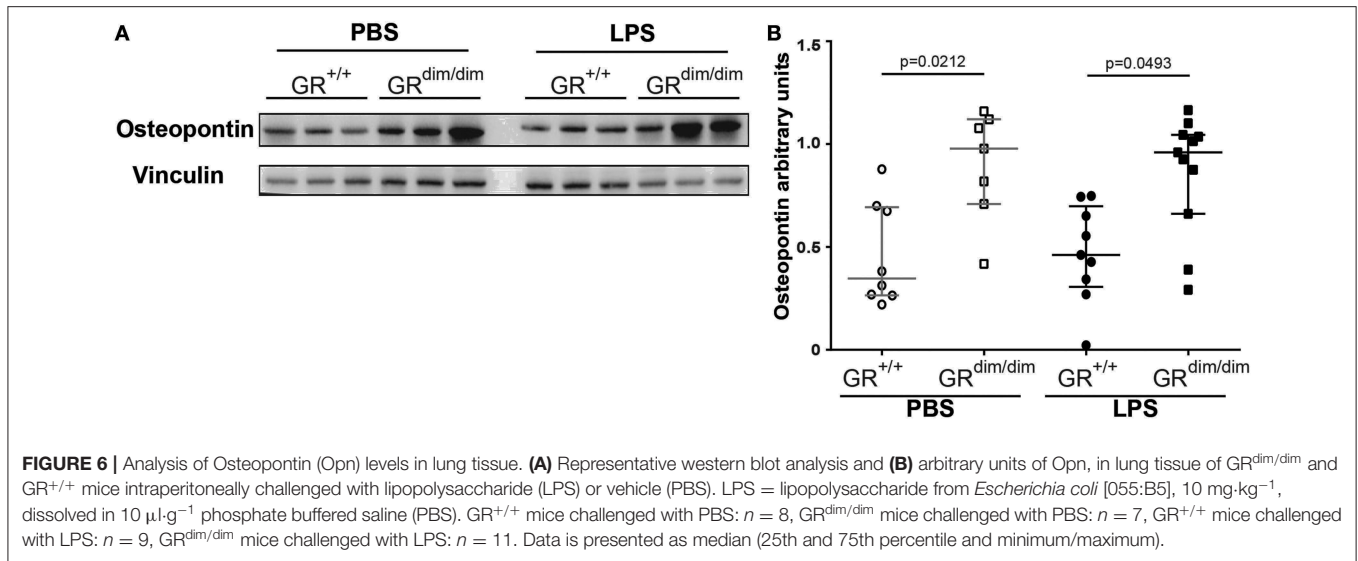 A
PBS LPS
GR+/+ GRdim/dim GR+/+ GRdim/dim
Osteopontin
Vinculin
B
Osteopontin arbitrary units
1.5
1.0
0.5
0
p=0.0212 p=0.0493
GR+/+ GRdim/dim GR+/+ GRdim/dim
PBS LPS
FIGURE 6 | Analysis of Osteopontin (Opn) levels in lung tissue. (A) Representative western blot analysis and (B) arbitrary units of Opn, in lung tissue of GRdim/dim and
GR+/+ mice intraperitoneally challenged with lipopolysaccharide (LPS) or vehicle (PBS). LPS = lipopolysaccharide from Escherichia coli [055:B5], 10 mg·kg−1,
dissolved in 10 μl·g−1 phosphate buffered saline (PBS). GR+/+ mice challenged with PBS: n = 8, GRdim/dim mice challenged with PBS: n = 7, GR+/+ mice challenged
with LPS: n = 9, GRdim/dim mice challenged with LPS: n = 11. Data is presented as median (25th and 75th percentile and minimum/maximum).